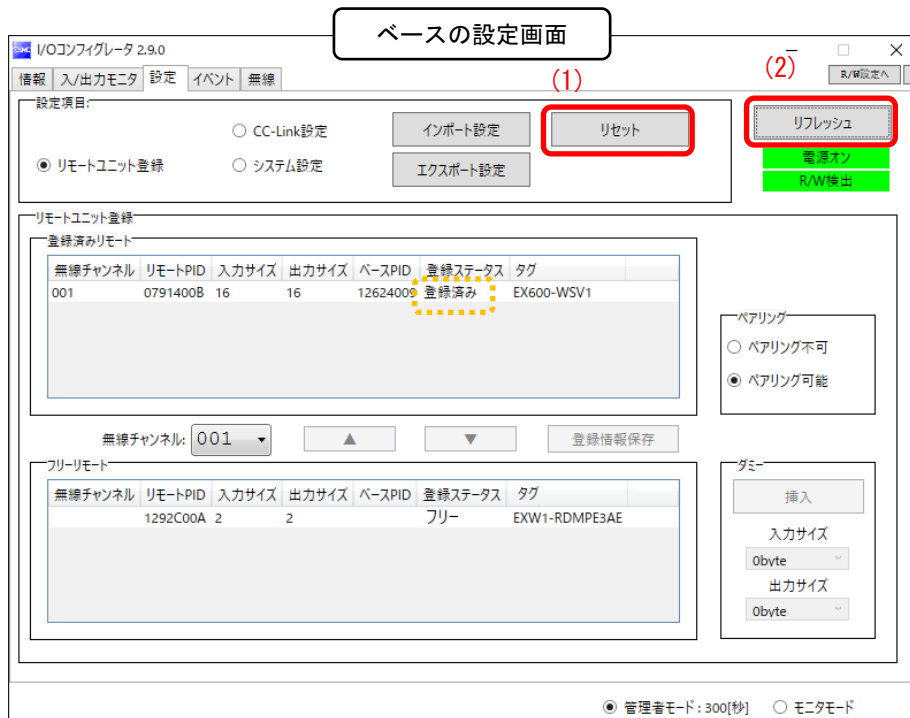 ベースの設定画面
I/Oコンフィグレータ 2.9.0
情報 入/出力モニタ 設定 イベント 無線
(1)
(2)
R/W設定へ
設定項目:
CC-Link設定
インポート設定
リセット
リフレッシュ
リモートユニット登録
システム設定
エクスポート設定
電源オン
R/W検出
リモートユニット登録
登録済みリモート
無線チャンネル リモートPID 入力サイズ 出力サイズ ベースPID 登録ステータス タグ
001 0791400B 16 16 12624009 登録済み EX600-WSV1
ペアリング
ペアリング不可
ペアリング可能
無線チャンネル: 001 ▲ ▼ 登録情報保存
フリーリモート
無線チャンネル リモートPID 入力サイズ 出力サイズ ベースPID 登録ステータス タグ
1292C00A 2 2 フリー EXW1-RDMPE3AE
ダミー
挿入
入力サイズ
0byte
出力サイズ
0byte
管理者モード : 300[秒] モニタモード